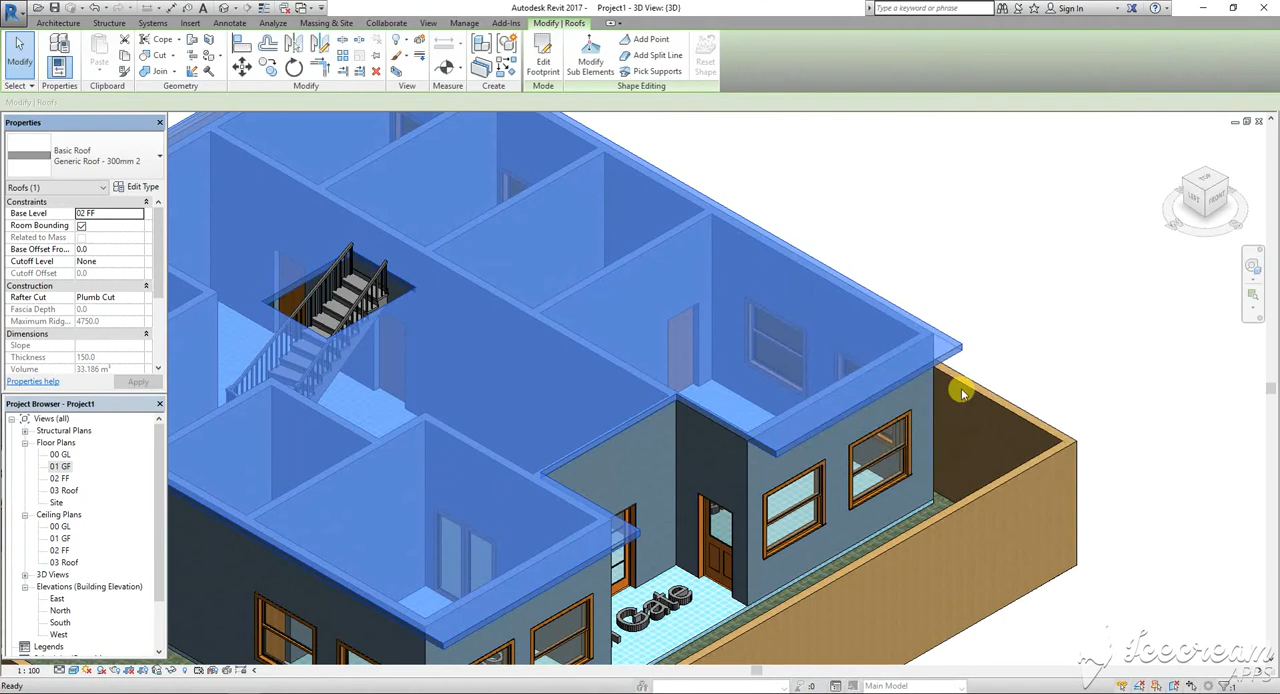 Autodesk Revit 2017 - Project1 - 3D View: {3D}
Type a keyword or phrase
Sign In
Architecture Structure Systems Insert Annotate Analyze Massing & Site Collaborate View Manage Add-Ins Modify | Roofs
Modify
Paste
Cope
Cut
Join
Edit Footprint
Modify Sub Elements
Add Point
Add Split Line
Pick Supports
Reset Shape
Select Properties Clipboard Geometry Modify View Measure Create Mode Shape Editing
Modify | Roofs
Properties
Basic Roof
Generic Roof - 300mm 2
Roofs (1) Edit Type
Constraints
Base Level 02 FF
Room Bounding
Related to Mass
Base Offset Fro... 0.0
Cutoff Level None
Cutoff Offset 0.0
Construction
Rafter Cut Plumb Cut
Fascia Depth 0.0
Maximum Ridg... 4750.0
Dimensions
Slope
Thickness 150.0
Volume 33.186 m³
Properties help Apply
Project Browser - Project1
Views (all)
Structural Plans
Floor Plans
00 GL
01 GF
02 FF
03 Roof
Site
Ceiling Plans
00 GL
01 GF
02 FF
03 Roof
3D Views
Elevations (Building Elevation)
East
North
South
West
Legends
TOP
LEFT
FRONT
Cafe
1 : 100
Ready
:0
Main Model
Icecream
APPS